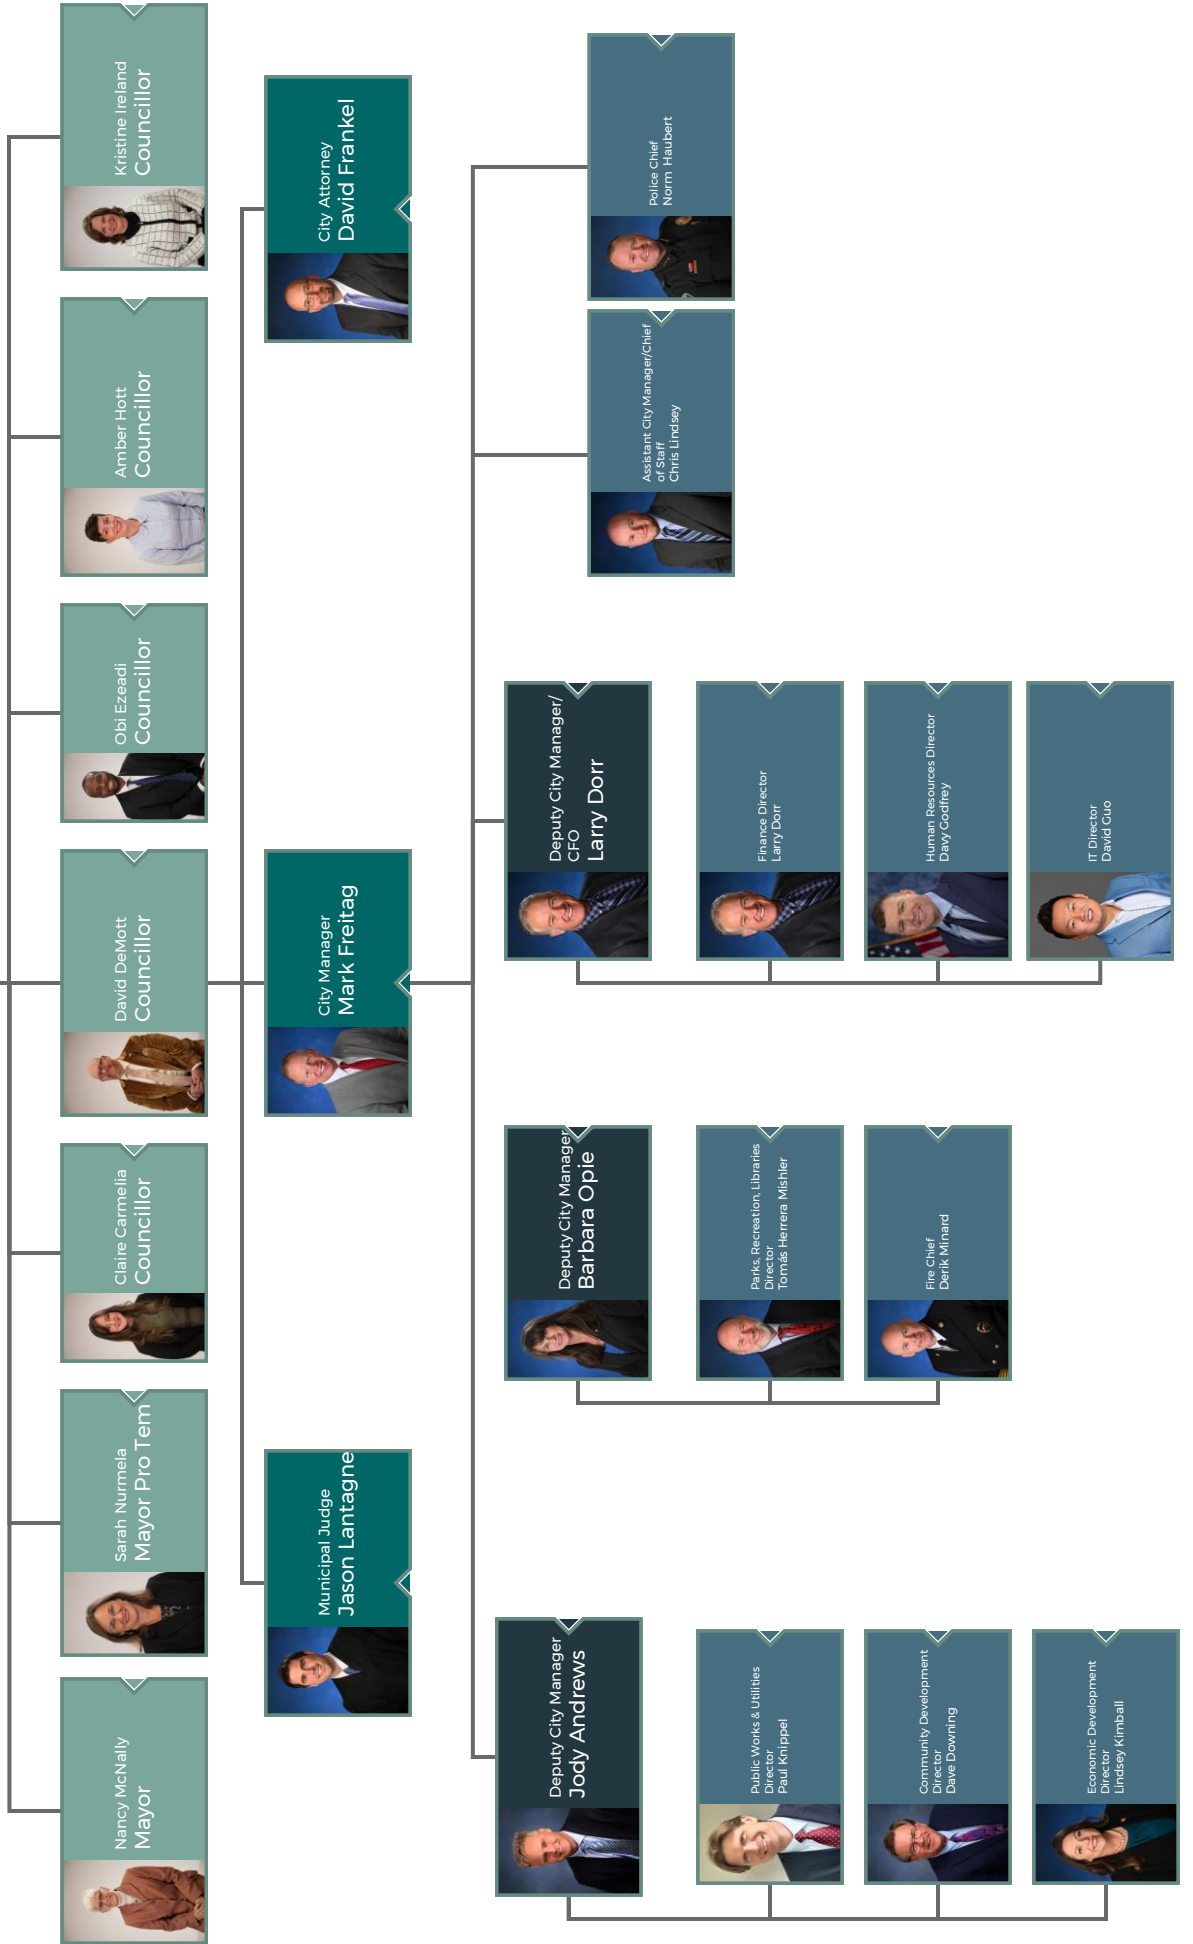 Nancy McNally
Mayor
Sarah Nurmela
Mayor Pro Tem
Claire Carmelia
Councillor
David DeMott
Councillor
Obi Ezeadi
Councillor
Amber Hott
Councillor
Kristine Ireland
Councillor
Municipal Judge
Jason Lantagne
City Manager
Mark Freitag
City Attorney
David Frankel
Deputy City Manager
Jody Andrews
Public Works & Utilities
Director
Paul Knippel
Community Development
Director
Dave Downing
Economic Development
Director
Lindsey Kimball
Deputy City Manager
Barbara Opie
Parks, Recreation, Libraries
Director
Tomás Herrera Mishler
Fire Chief
Derik Minard
Deputy City Manager/
CFO
Larry Dorr
Finance Director
Larry Dorr
Human Resources Director
Davy Godfrey
IT Director
David Guo
Assistant City Manager/Chief
of Staff
Chris Lindsey
Police Chief
Norm Haubert